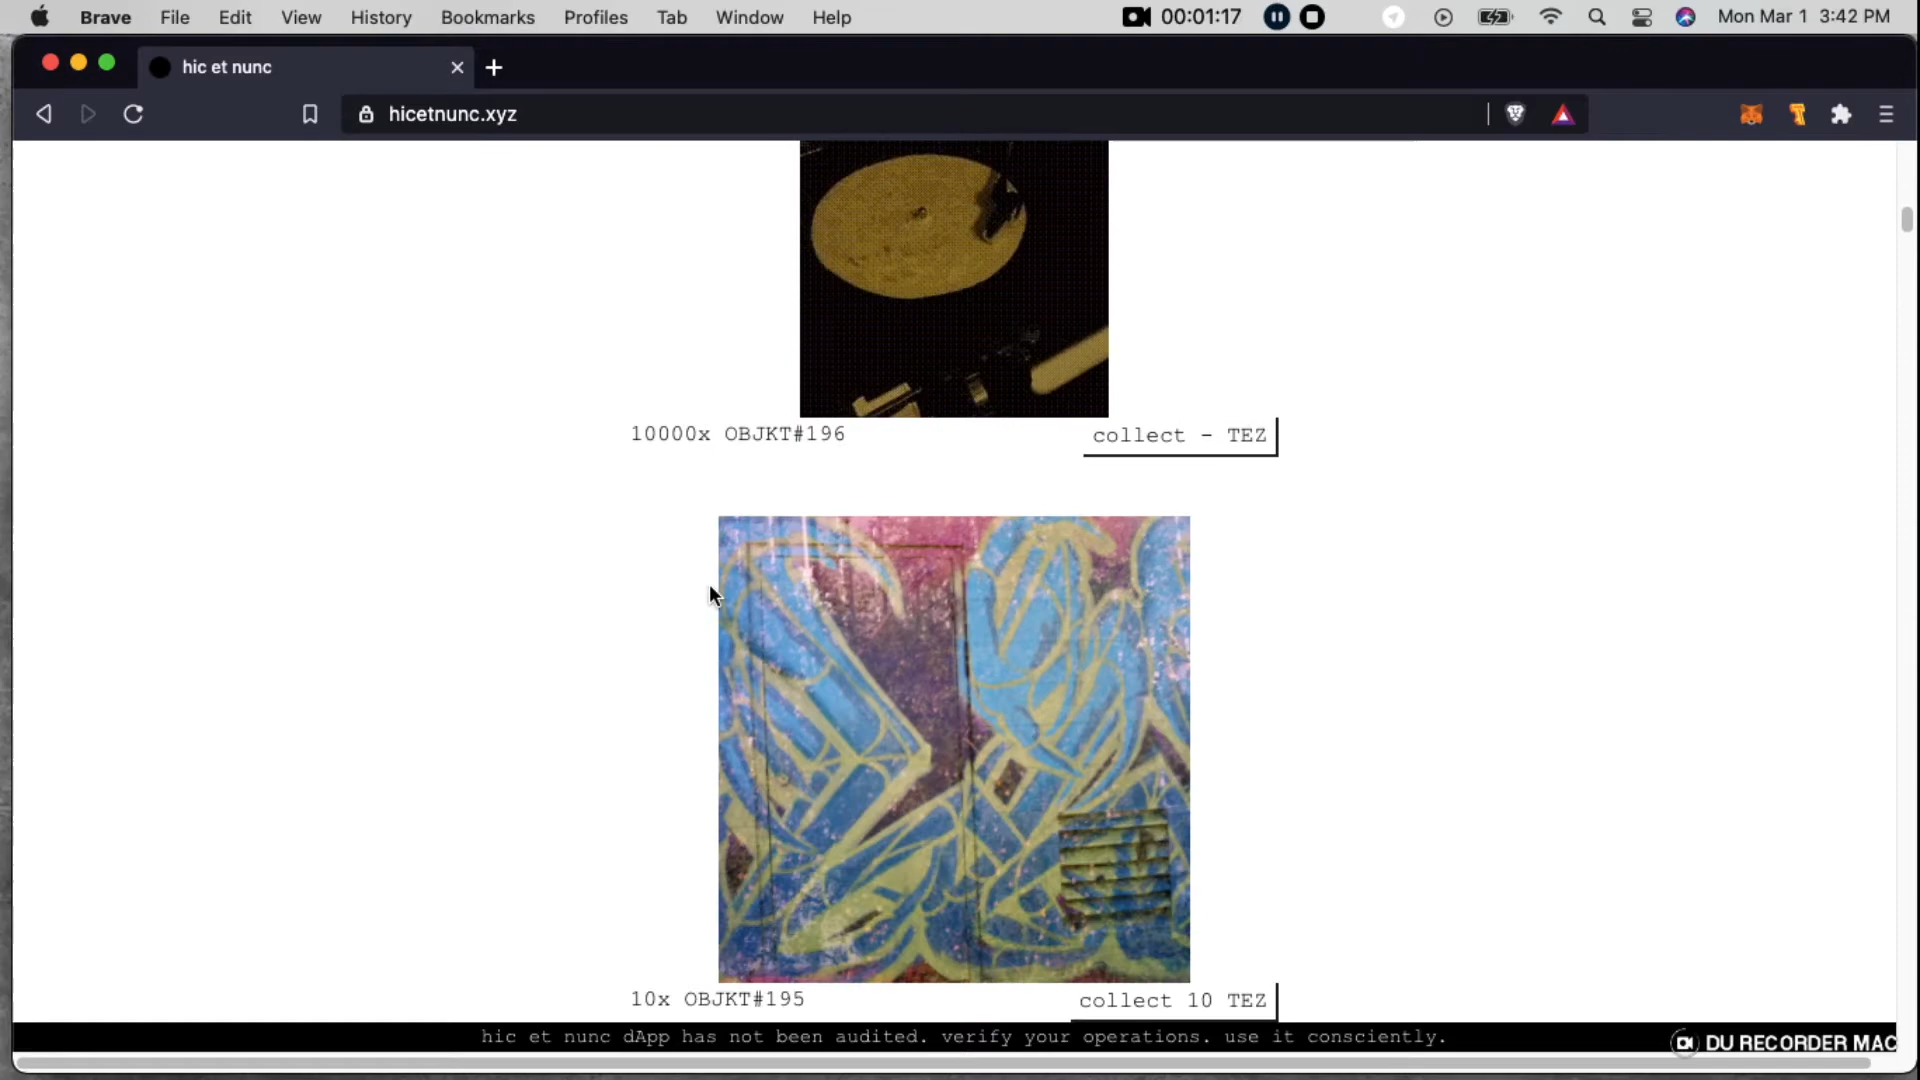 Brave File Edit View History Bookmarks Profiles Tab Window Help 00:01:17 Mon Mar 1 3:42 PM
hic et nunc
hicetnunc.xyz
10000x OBJKT#196 collect - TEZ
10x OBJKT#195 collect 10 TEZ
hic et nunc dApp has not been audited. verify your operations. use it consciently.
DU RECORDER MAC